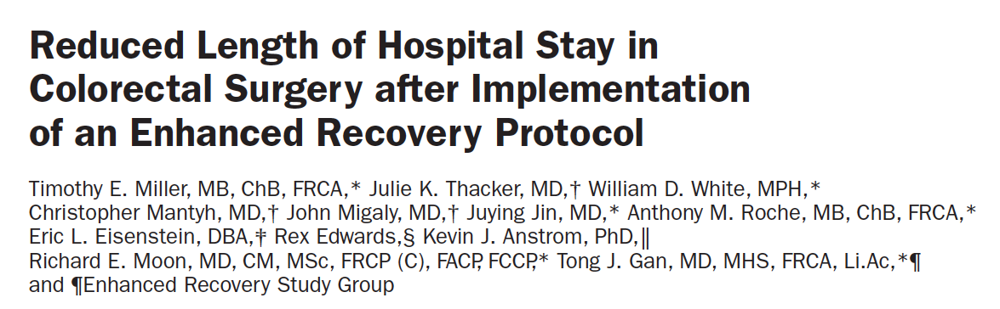 Reduced Length of Hospital Stay in
Colorectal Surgery after Implementation
of an Enhanced Recovery Protocol
Timothy E. Miller, MB, ChB, FRCA,* Julie K. Thacker, MD,† William D. White, MPH,*
Christopher Mantyh, MD,† John Migaly, MD,† Juying Jin, MD,* Anthony M. Roche, MB, ChB, FRCA,*
Eric L. Eisenstein, DBA,‡ Rex Edwards,§ Kevin J. Anstrom, PhD,‖
Richard E. Moon, MD, CM, MSc, FRCP (C), FACP, FCCP,* Tong J. Gan, MD, MHS, FRCA, Li.Ac,*¶
and ¶Enhanced Recovery Study Group